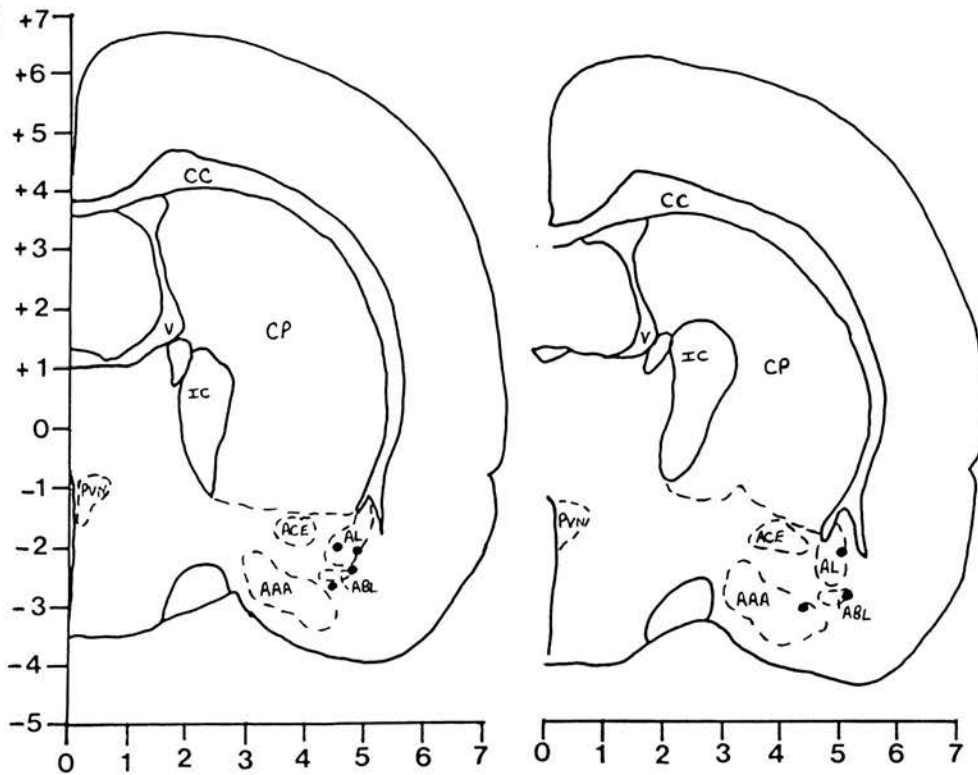 +7
+6
+5
+4
+3
+2
+1
0
-1
-2
-3
-4
-5
0 1 2 3 4 5 6 7
CC
CP
V
IC
PVN
ACE
AL
AAA
ABL
CC
V
IC
CP
PVN
ACE
AL
AAA
ABL
0 1 2 3 4 5 6 7